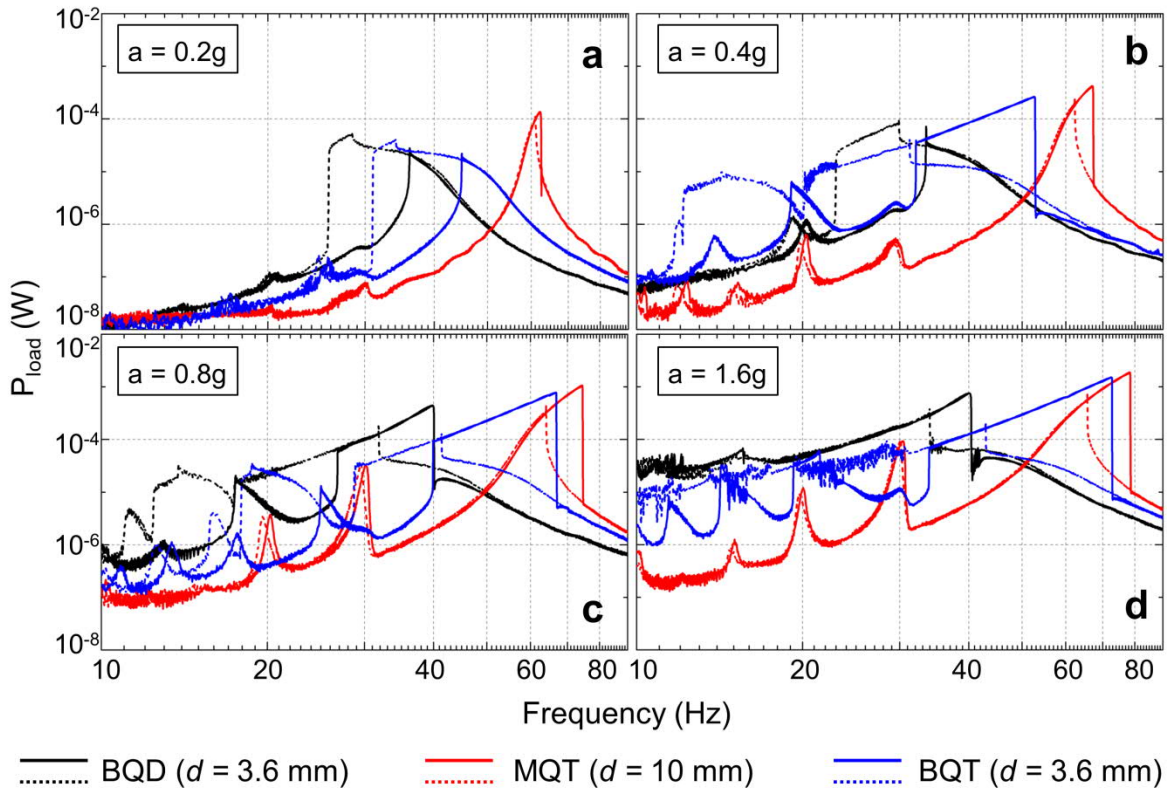 10⁻²
a = 0.2g
a
a = 0.4g
b
10⁻⁴
10⁻⁶
10⁻⁸
P_load (W)
10⁻²
a = 0.8g
a = 1.6g
10⁻⁴
10⁻⁶
c
d
10⁻⁸
10 20 40 60 80 10 20 40 60 80
Frequency (Hz)
BQD (d = 3.6 mm) MQT (d = 10 mm) BQT (d = 3.6 mm)